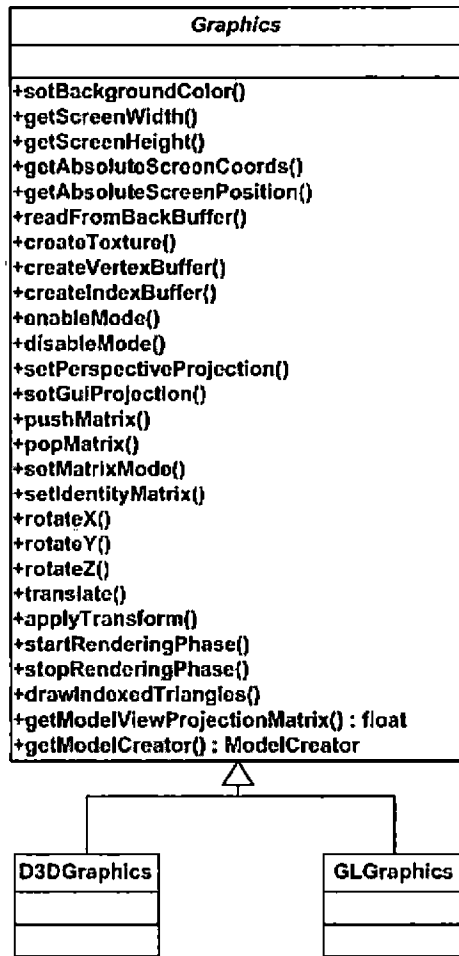 Graphics
+setBackgroundColor()
+getScreenWidth()
+getScreenHeight()
+getAbsoluteScreenCoords()
+getAbsoluteScreenPosition()
+readFromBackBuffer()
+createTexture()
+createVertexBuffer()
+createIndexBuffer()
+enableMode()
+disableMode()
+setPerspectiveProjection()
+setGuiProjection()
+pushMatrix()
+popMatrix()
+setMatrixMode()
+setIdentityMatrix()
+rotateX()
+rotateY()
+rotateZ()
+translate()
+applyTransform()
+startRenderingPhase()
+stopRenderingPhase()
+drawIndexedTriangles()
+getModelViewProjectionMatrix() : float
+getModelCreator() : ModelCreator
D3DGraphics
GLGraphics